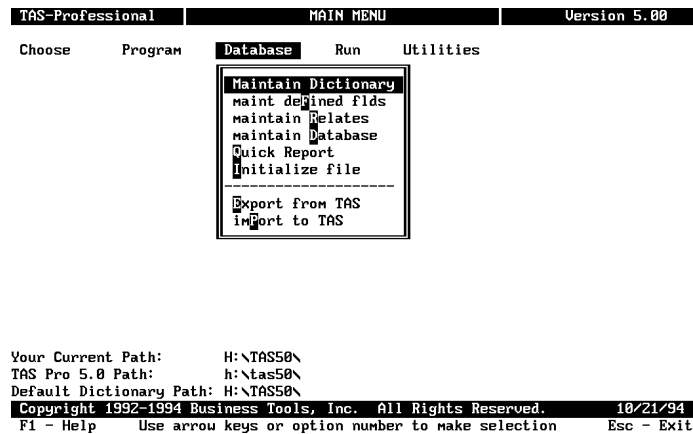 TAS-Professional MAIN MENU Version 5.00
Choose Program Database Run Utilities
Maintain Dictionary
maint deFined flds
maintain Relates
maintain Database
Quick Report
Initialize file
Export from TAS
imPort to TAS
Your Current Path: H:\TAS50\
TAS Pro 5.0 Path: h:\tas50\
Default Dictionary Path: H:\TAS50\
Copyright 1992-1994 Business Tools, Inc. All Rights Reserved. 10/21/94
F1 - Help Use arrow keys or option number to make selection Esc - Exit